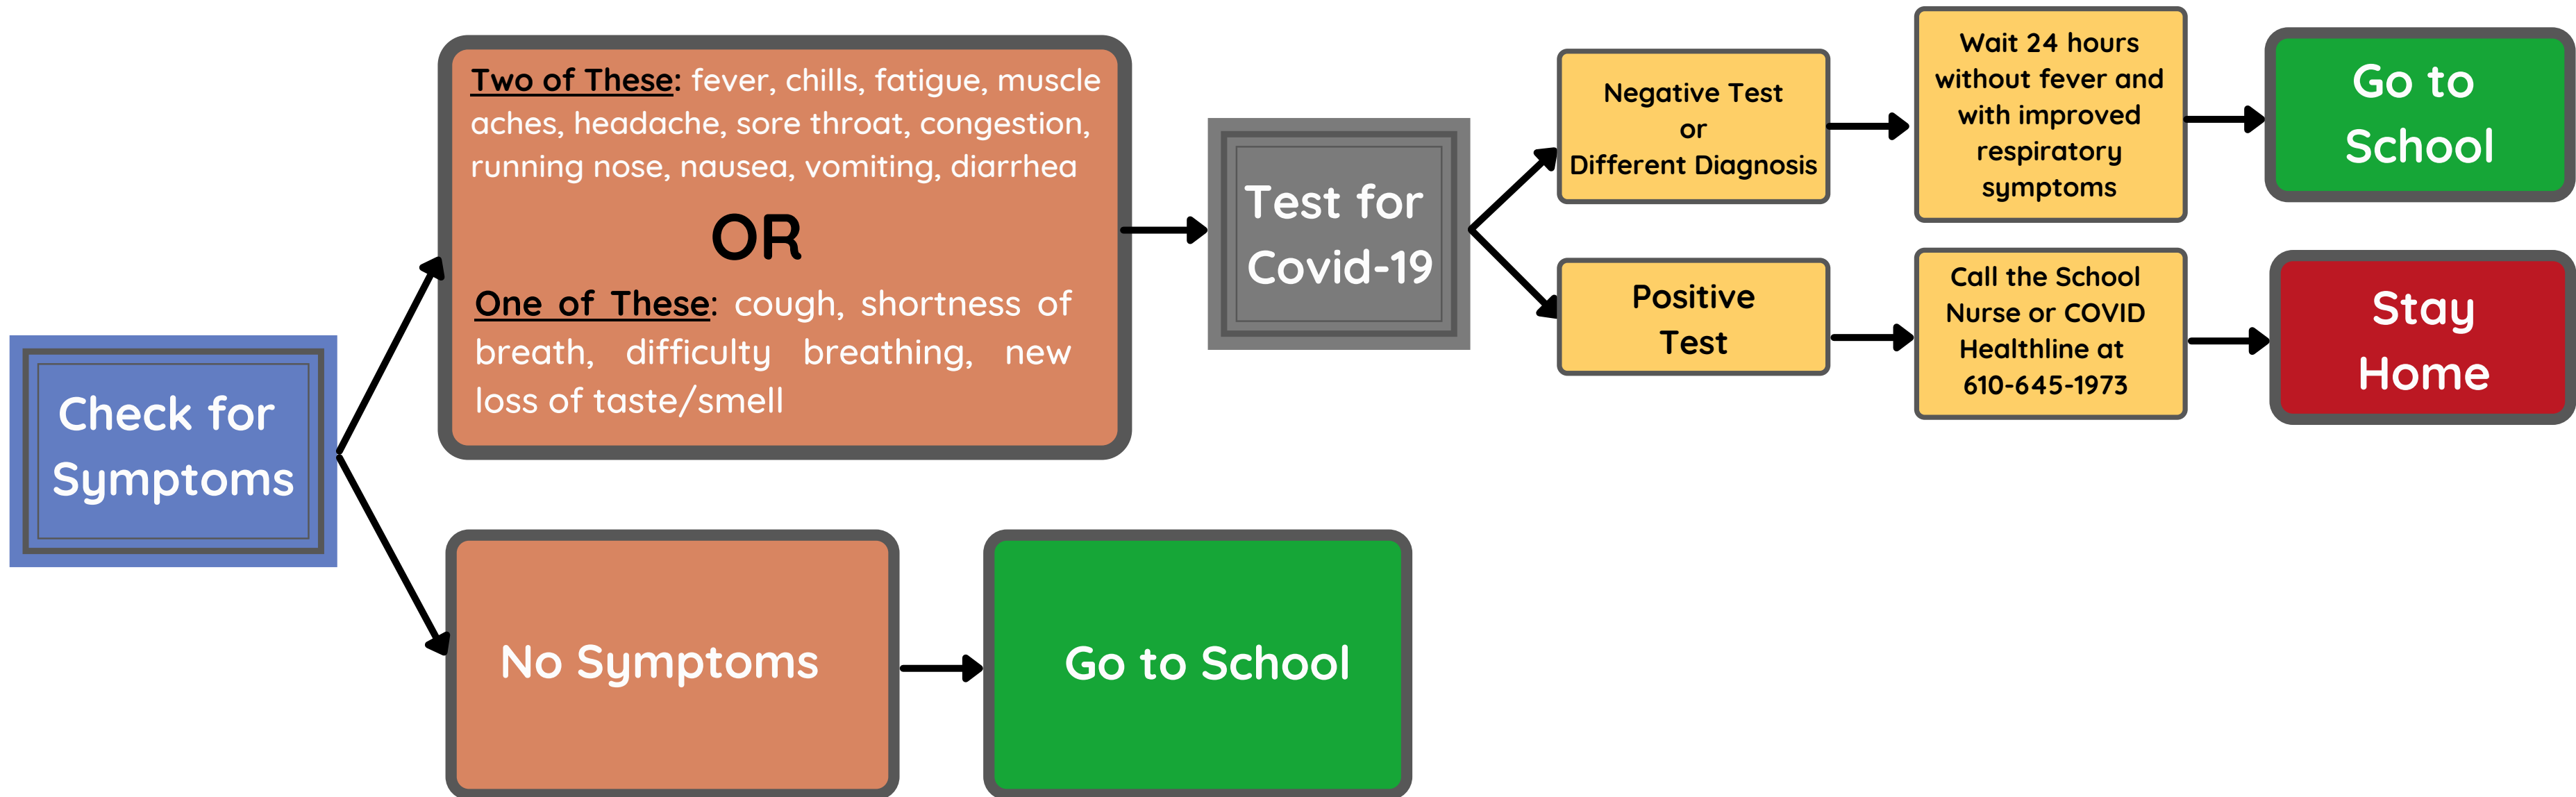 Check for
Symptoms
Two of These: fever, chills, fatigue, muscle
aches, headache, sore throat, congestion,
running nose, nausea, vomiting, diarrhea
OR
One of These: cough, shortness of
breath, difficulty breathing, new
loss of taste/smell
Test for
Covid-19
Negative Test
or
Different Diagnosis
Wait 24 hours
without fever and
with improved
respiratory
symptoms
Go to
School
Positive
Test
Call the School
Nurse or COVID
Healthline at
610-645-1973
Stay
Home
No Symptoms
Go to School